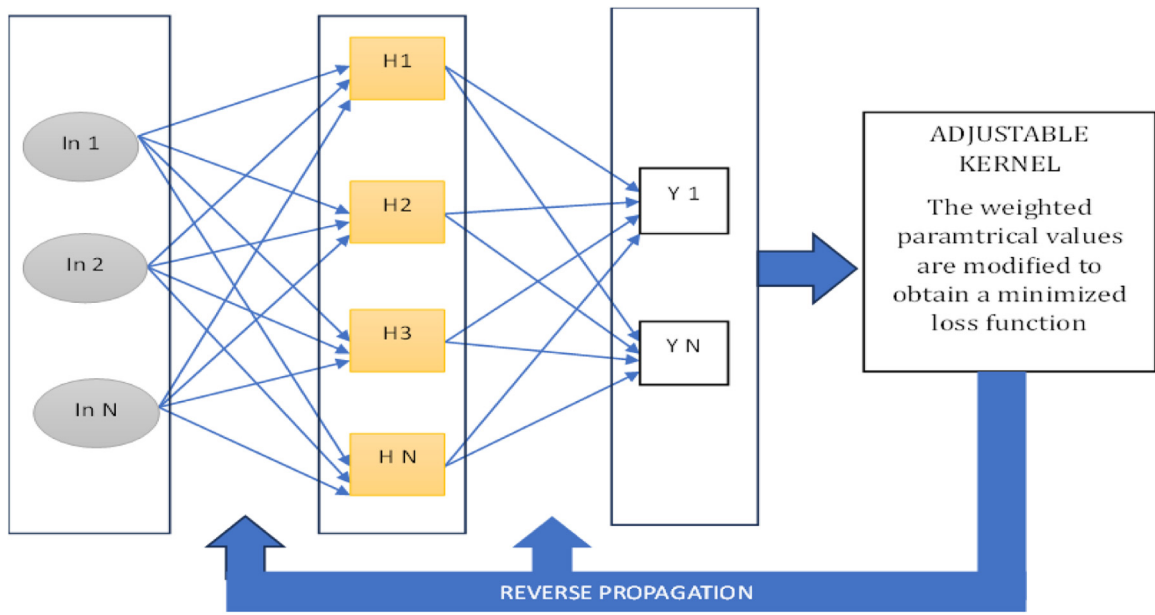 In 1
In 2
In N
H1
H2
H3
H N
Y 1
Y N
ADJUSTABLE
KERNEL
The weighted
paramtrical values
are modified to
obtain a minimized
loss function
REVERSE PROPAGATION